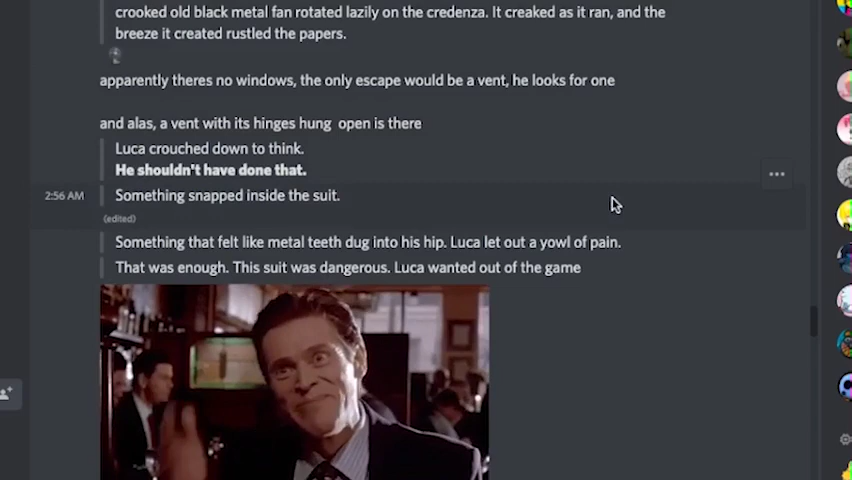 crooked old black metal fan rotated lazily on the credenza. It creaked as it ran, and the
breeze it created rustled the papers.
apparently theres no windows, the only escape would be a vent, he looks for one
and alas, a vent with its hinges hung open is there
Luca crouched down to think.
He shouldn't have done that.
2:56 AM Something snapped inside the suit.
(edited)
Something that felt like metal teeth dug into his hip. Luca let out a yowl of pain.
That was enough. This suit was dangerous. Luca wanted out of the game